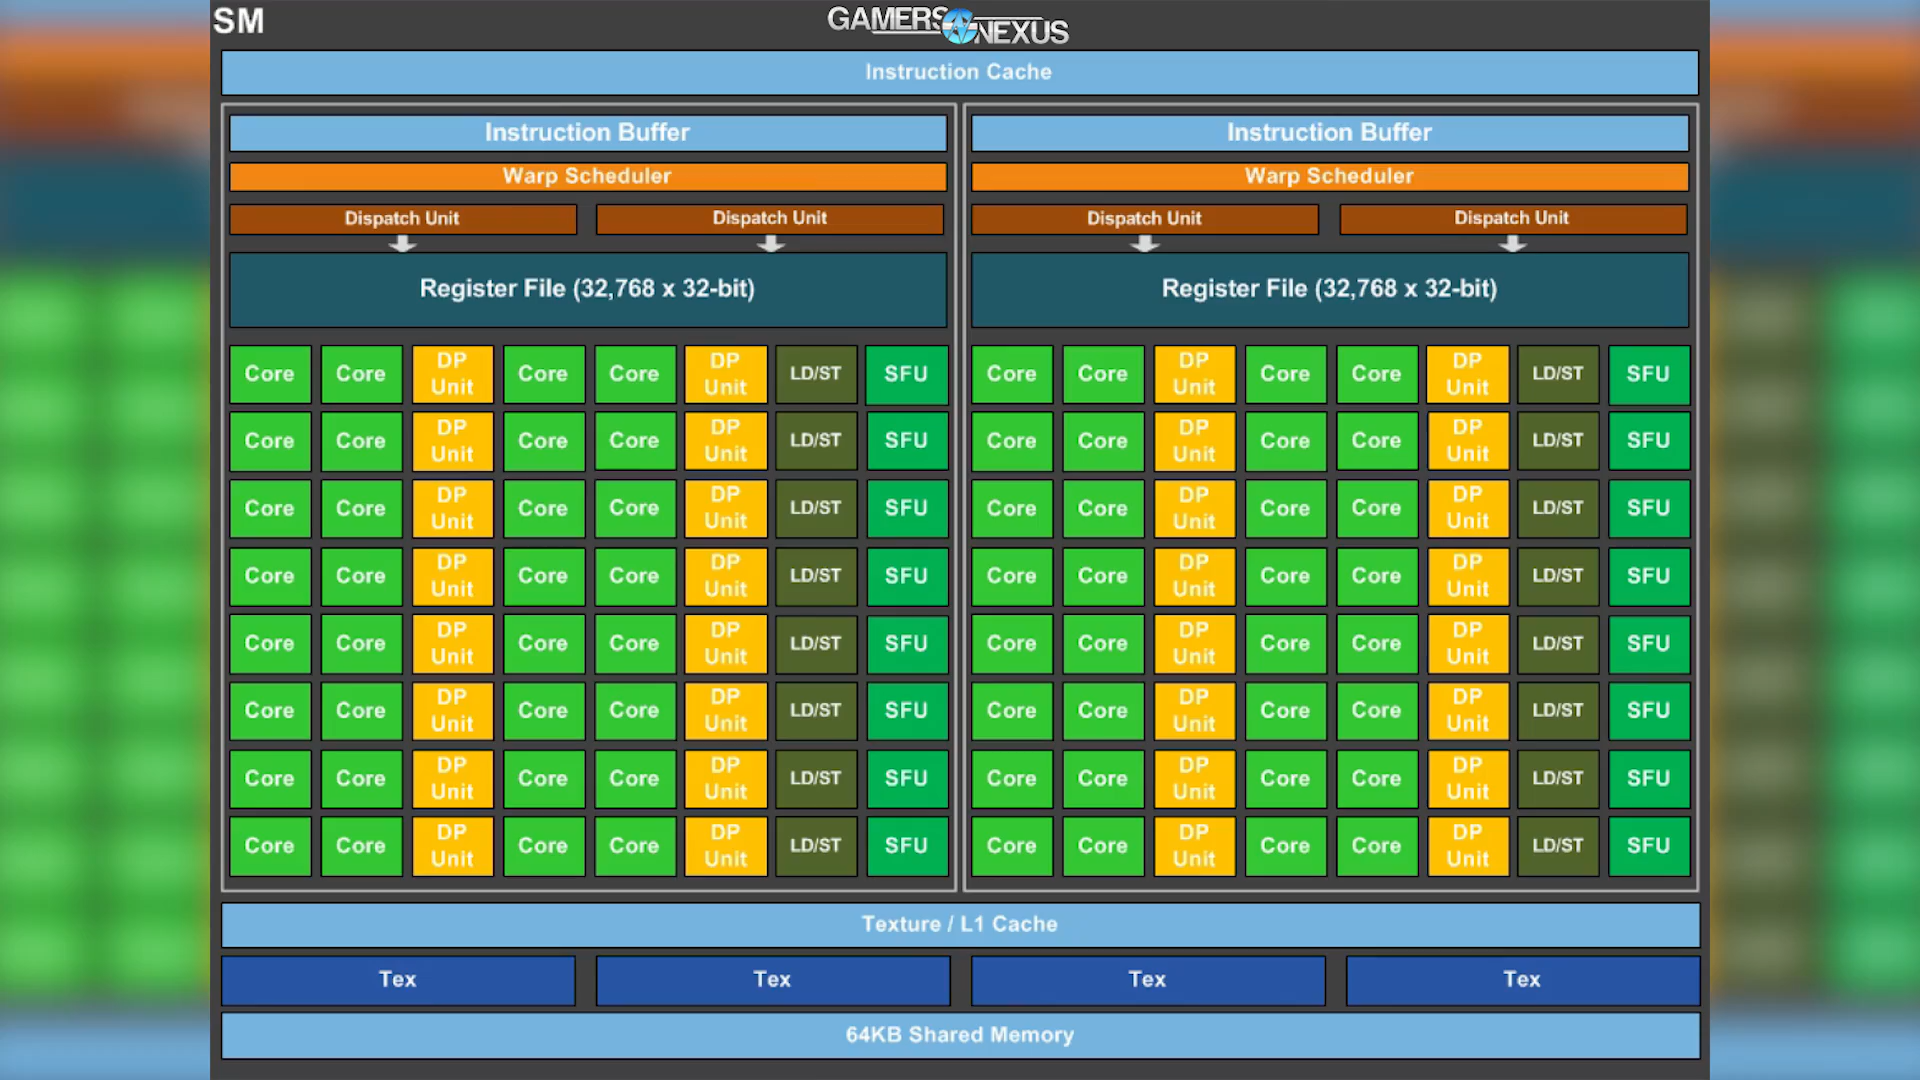 SM
GAMERS NEXUS
Instruction Cache
Instruction Buffer Instruction Buffer
Warp Scheduler Warp Scheduler
Dispatch Unit Dispatch Unit Dispatch Unit Dispatch Unit
Register File (32,768 x 32-bit) Register File (32,768 x 32-bit)
Core Core DP Unit Core Core DP Unit LD/ST SFU Core Core DP Unit Core Core DP Unit LD/ST SFU
Core Core DP Unit Core Core DP Unit LD/ST SFU Core Core DP Unit Core Core DP Unit LD/ST SFU
Core Core DP Unit Core Core DP Unit LD/ST SFU Core Core DP Unit Core Core DP Unit LD/ST SFU
Core Core DP Unit Core Core DP Unit LD/ST SFU Core Core DP Unit Core Core DP Unit LD/ST SFU
Core Core DP Unit Core Core DP Unit LD/ST SFU Core Core DP Unit Core Core DP Unit LD/ST SFU
Core Core DP Unit Core Core DP Unit LD/ST SFU Core Core DP Unit Core Core DP Unit LD/ST SFU
Core Core DP Unit Core Core DP Unit LD/ST SFU Core Core DP Unit Core Core DP Unit LD/ST SFU
Core Core DP Unit Core Core DP Unit LD/ST SFU Core Core DP Unit Core Core DP Unit LD/ST SFU
Texture / L1 Cache
Tex Tex Tex Tex
64KB Shared Memory